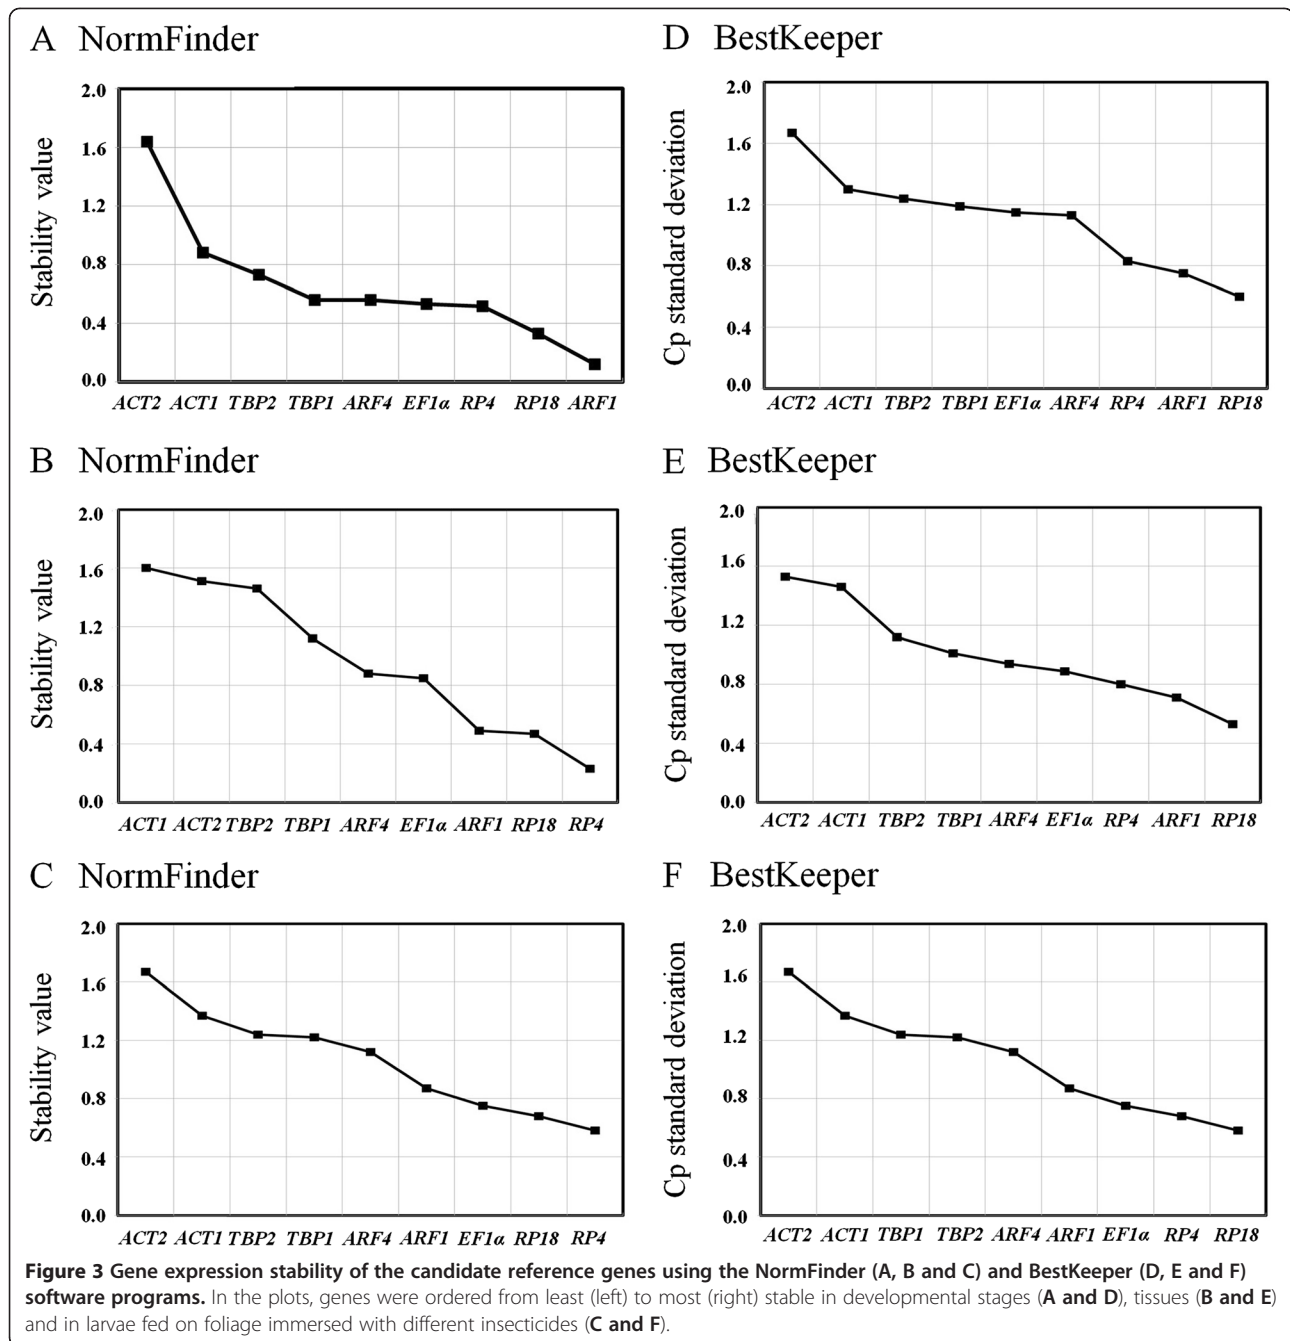 A NormFinder
Stability value
2.0
1.6
1.2
0.8
0.4
0.0
ACT2 ACT1 TBP2 TBP1 ARF4 EF1α RP4 RP18 ARF1
D BestKeeper
Cp standard deviation
2.0
1.6
1.2
0.8
0.4
0.0
ACT2 ACT1 TBP2 TBP1 EF1α ARF4 RP4 ARF1 RP18
B NormFinder
Stability value
2.0
1.6
1.2
0.8
0.4
0.0
ACT1 ACT2 TBP2 TBP1 ARF4 EF1α ARF1 RP18 RP4
E BestKeeper
Cp standard deviation
2.0
1.6
1.2
0.8
0.4
0.0
ACT2 ACT1 TBP2 TBP1 ARF4 EF1α RP4 ARF1 RP18
C NormFinder
Stability value
2.0
1.6
1.2
0.8
0.4
0.0
ACT2 ACT1 TBP2 TBP1 ARF4 ARF1 EF1α RP18 RP4
F BestKeeper
Cp standard deviation
2.0
1.6
1.2
0.8
0.4
0.0
ACT2 ACT1 TBP1 TBP2 ARF4 ARF1 EF1α RP4 RP18
Figure 3 Gene expression stability of the candidate reference genes using the NormFinder (A, B and C) and BestKeeper (D, E and F)
software programs. In the plots, genes were ordered from least (left) to most (right) stable in developmental stages (A and D), tissues (B and E)
and in larvae fed on foliage immersed with different insecticides (C and F).